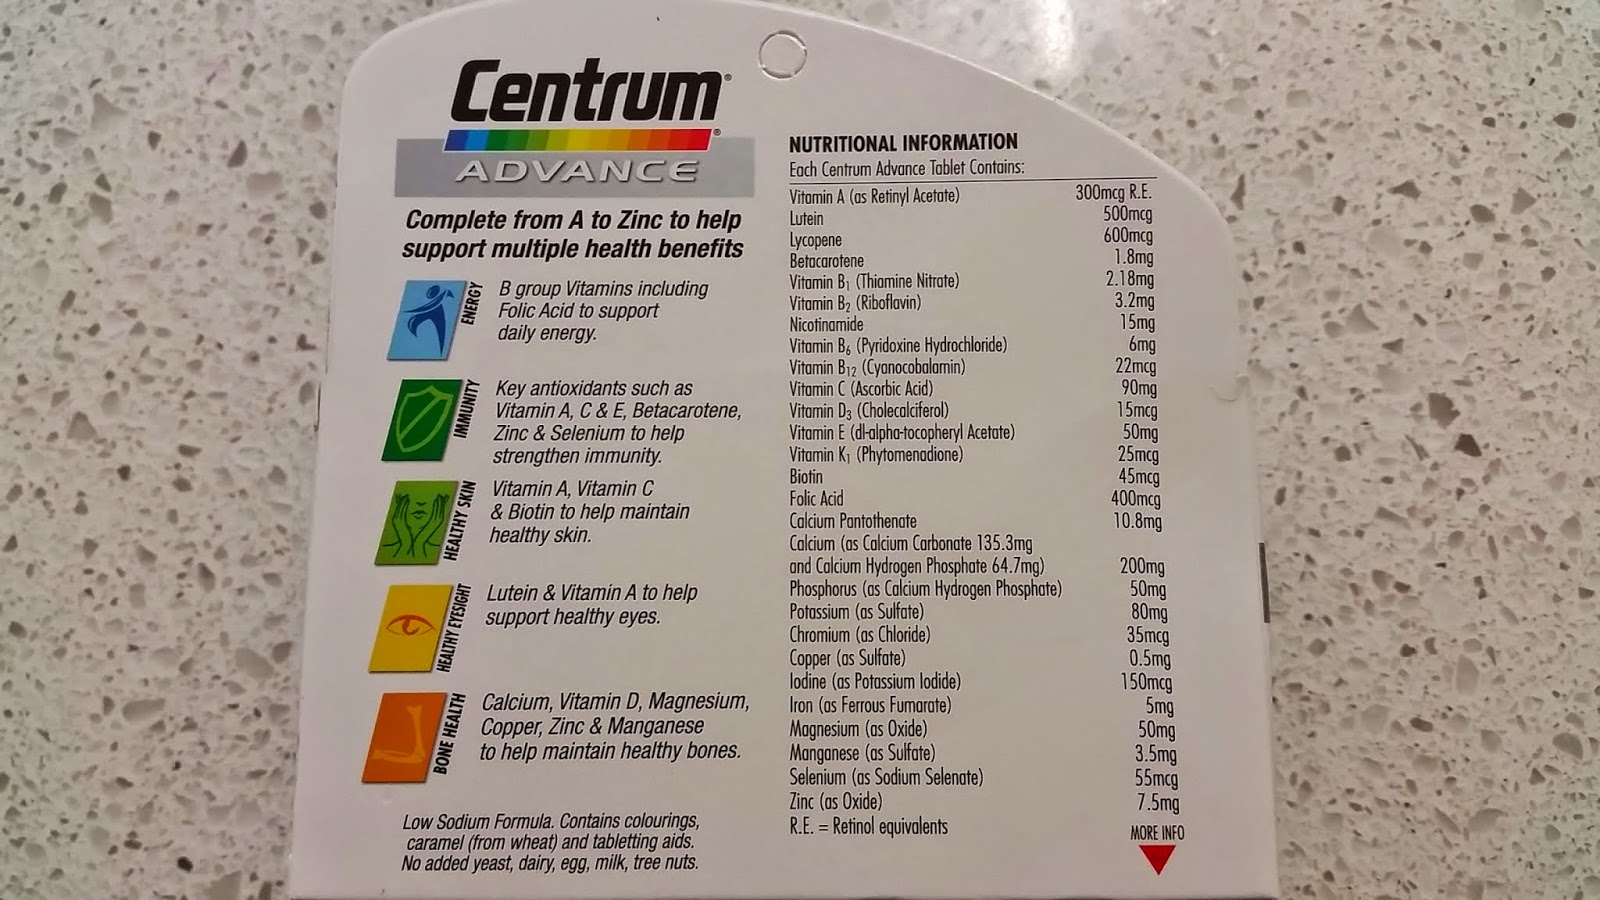 Centrum®
®
ADVANCE
Complete from A to Zinc to help
support multiple health benefits
ENERGY
B group Vitamins including
Folic Acid to support
daily energy.
IMMUNITY
Key antioxidants such as
Vitamin A, C & E, Betacarotene,
Zinc & Selenium to help
strengthen immunity.
HEALTHY SKIN
Vitamin A, Vitamin C
& Biotin to help maintain
healthy skin.
HEALTHY EYESIGHT
Lutein & Vitamin A to help
support healthy eyes.
BONE HEALTH
Calcium, Vitamin D, Magnesium,
Copper, Zinc & Manganese
to help maintain healthy bones.
Low Sodium Formula. Contains colourings,
caramel (from wheat) and tabletting aids.
No added yeast, dairy, egg, milk, tree nuts.
NUTRITIONAL INFORMATION
Each Centrum Advance Tablet Contains:
Vitamin A (as Retinyl Acetate) 300mcg R.E.
Lutein 500mcg
Lycopene 600mcg
Betacarotene 1.8mg
Vitamin B₁ (Thiamine Nitrate) 2.18mg
Vitamin B₂ (Riboflavin) 3.2mg
Nicotinamide 15mg
Vitamin B₆ (Pyridoxine Hydrochloride) 6mg
Vitamin B₁₂ (Cyanocobalamin) 22mcg
Vitamin C (Ascorbic Acid) 90mg
Vitamin D₃ (Cholecalciferol) 15mcg
Vitamin E (dl-alpha-tocopheryl Acetate) 50mg
Vitamin K₁ (Phytomenadione) 25mcg
Biotin 45mcg
Folic Acid 400mcg
Calcium Pantothenate 10.8mg
Calcium (as Calcium Carbonate 135.3mg
and Calcium Hydrogen Phosphate 64.7mg) 200mg
Phosphorus (as Calcium Hydrogen Phosphate) 50mg
Potassium (as Sulfate) 80mg
Chromium (as Chloride) 35mcg
Copper (as Sulfate) 0.5mg
Iodine (as Potassium Iodide) 150mcg
Iron (as Ferrous Fumarate) 5mg
Magnesium (as Oxide) 50mg
Manganese (as Sulfate) 3.5mg
Selenium (as Sodium Selenate) 55mcg
Zinc (as Oxide) 7.5mg
R.E. = Retinol equivalents
MORE INFO